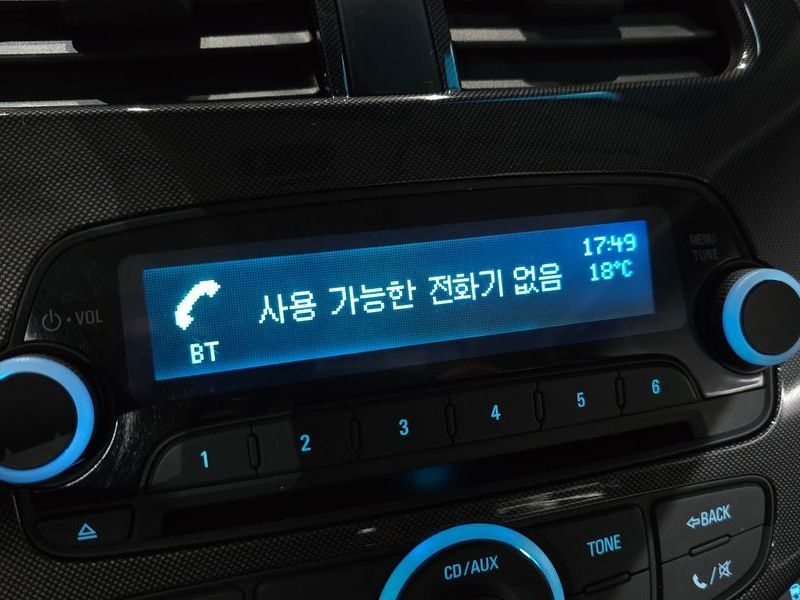 17:49
MENU
TUNE
사용 가능한 전화기 없음
18°C
VOL
BT
1 2 3 4 5 6
CD/AUX
TONE
BACK